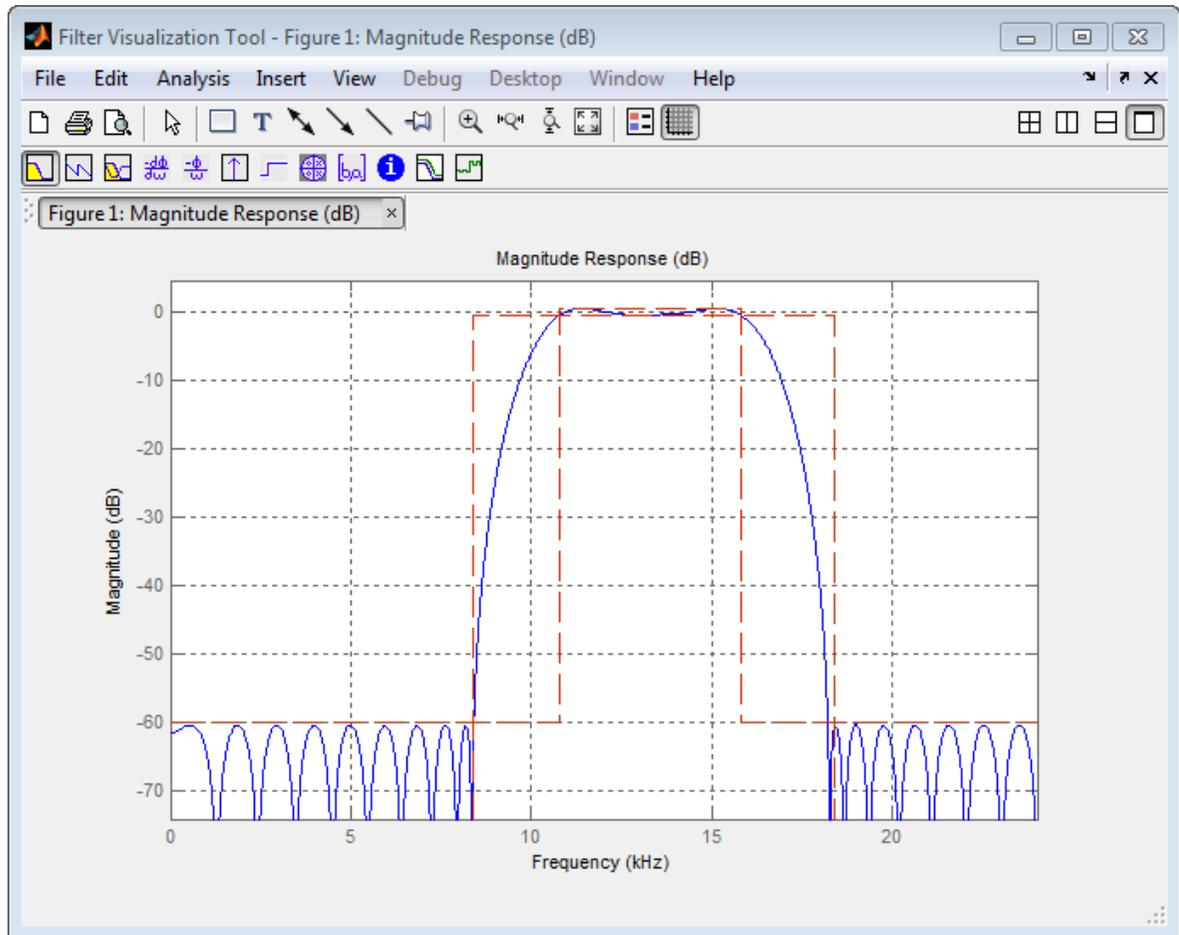 Filter Visualization Tool - Figure 1: Magnitude Response (dB)
File Edit Analysis Insert View Debug Desktop Window Help
Figure 1: Magnitude Response (dB)
Magnitude Response (dB)
0
-10
-20
-30
-40
-50
-60
-70
Magnitude (dB)
0 5 10 15 20
Frequency (kHz)